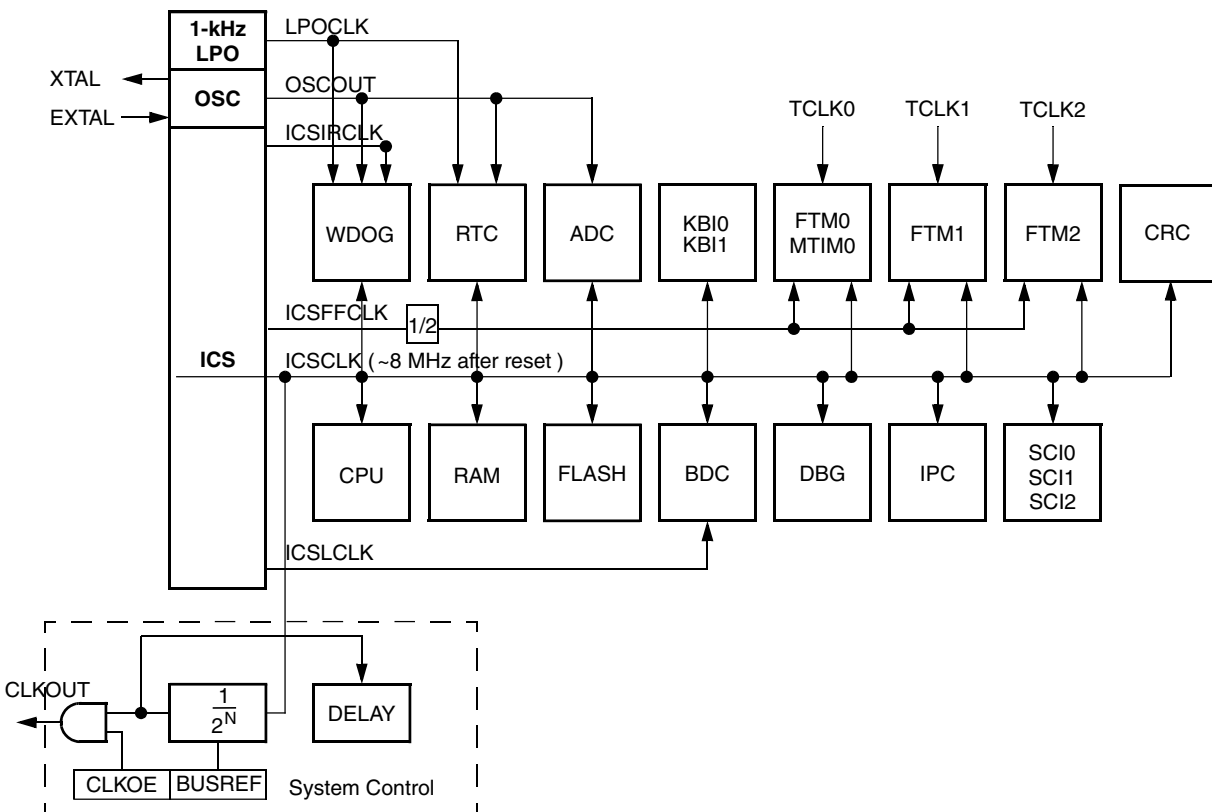 1-kHz
LPO
LPOCLK
XTAL
EXTAL
OSC
OSCOUT
ICSIRCLK
TCLK0
TCLK1
TCLK2
WDOG
RTC
ADC
KBI0
KBI1
FTM0
MTIM0
FTM1
FTM2
CRC
ICSFFCLK
1/2
ICS
ICSCLK (~8 MHz after reset )
CPU
RAM
FLASH
BDC
DBG
IPC
SCI0
SCI1
SCI2
ICSLCLK
CLKOUT
1
2N
DELAY
CLKOE
BUSREF
System Control